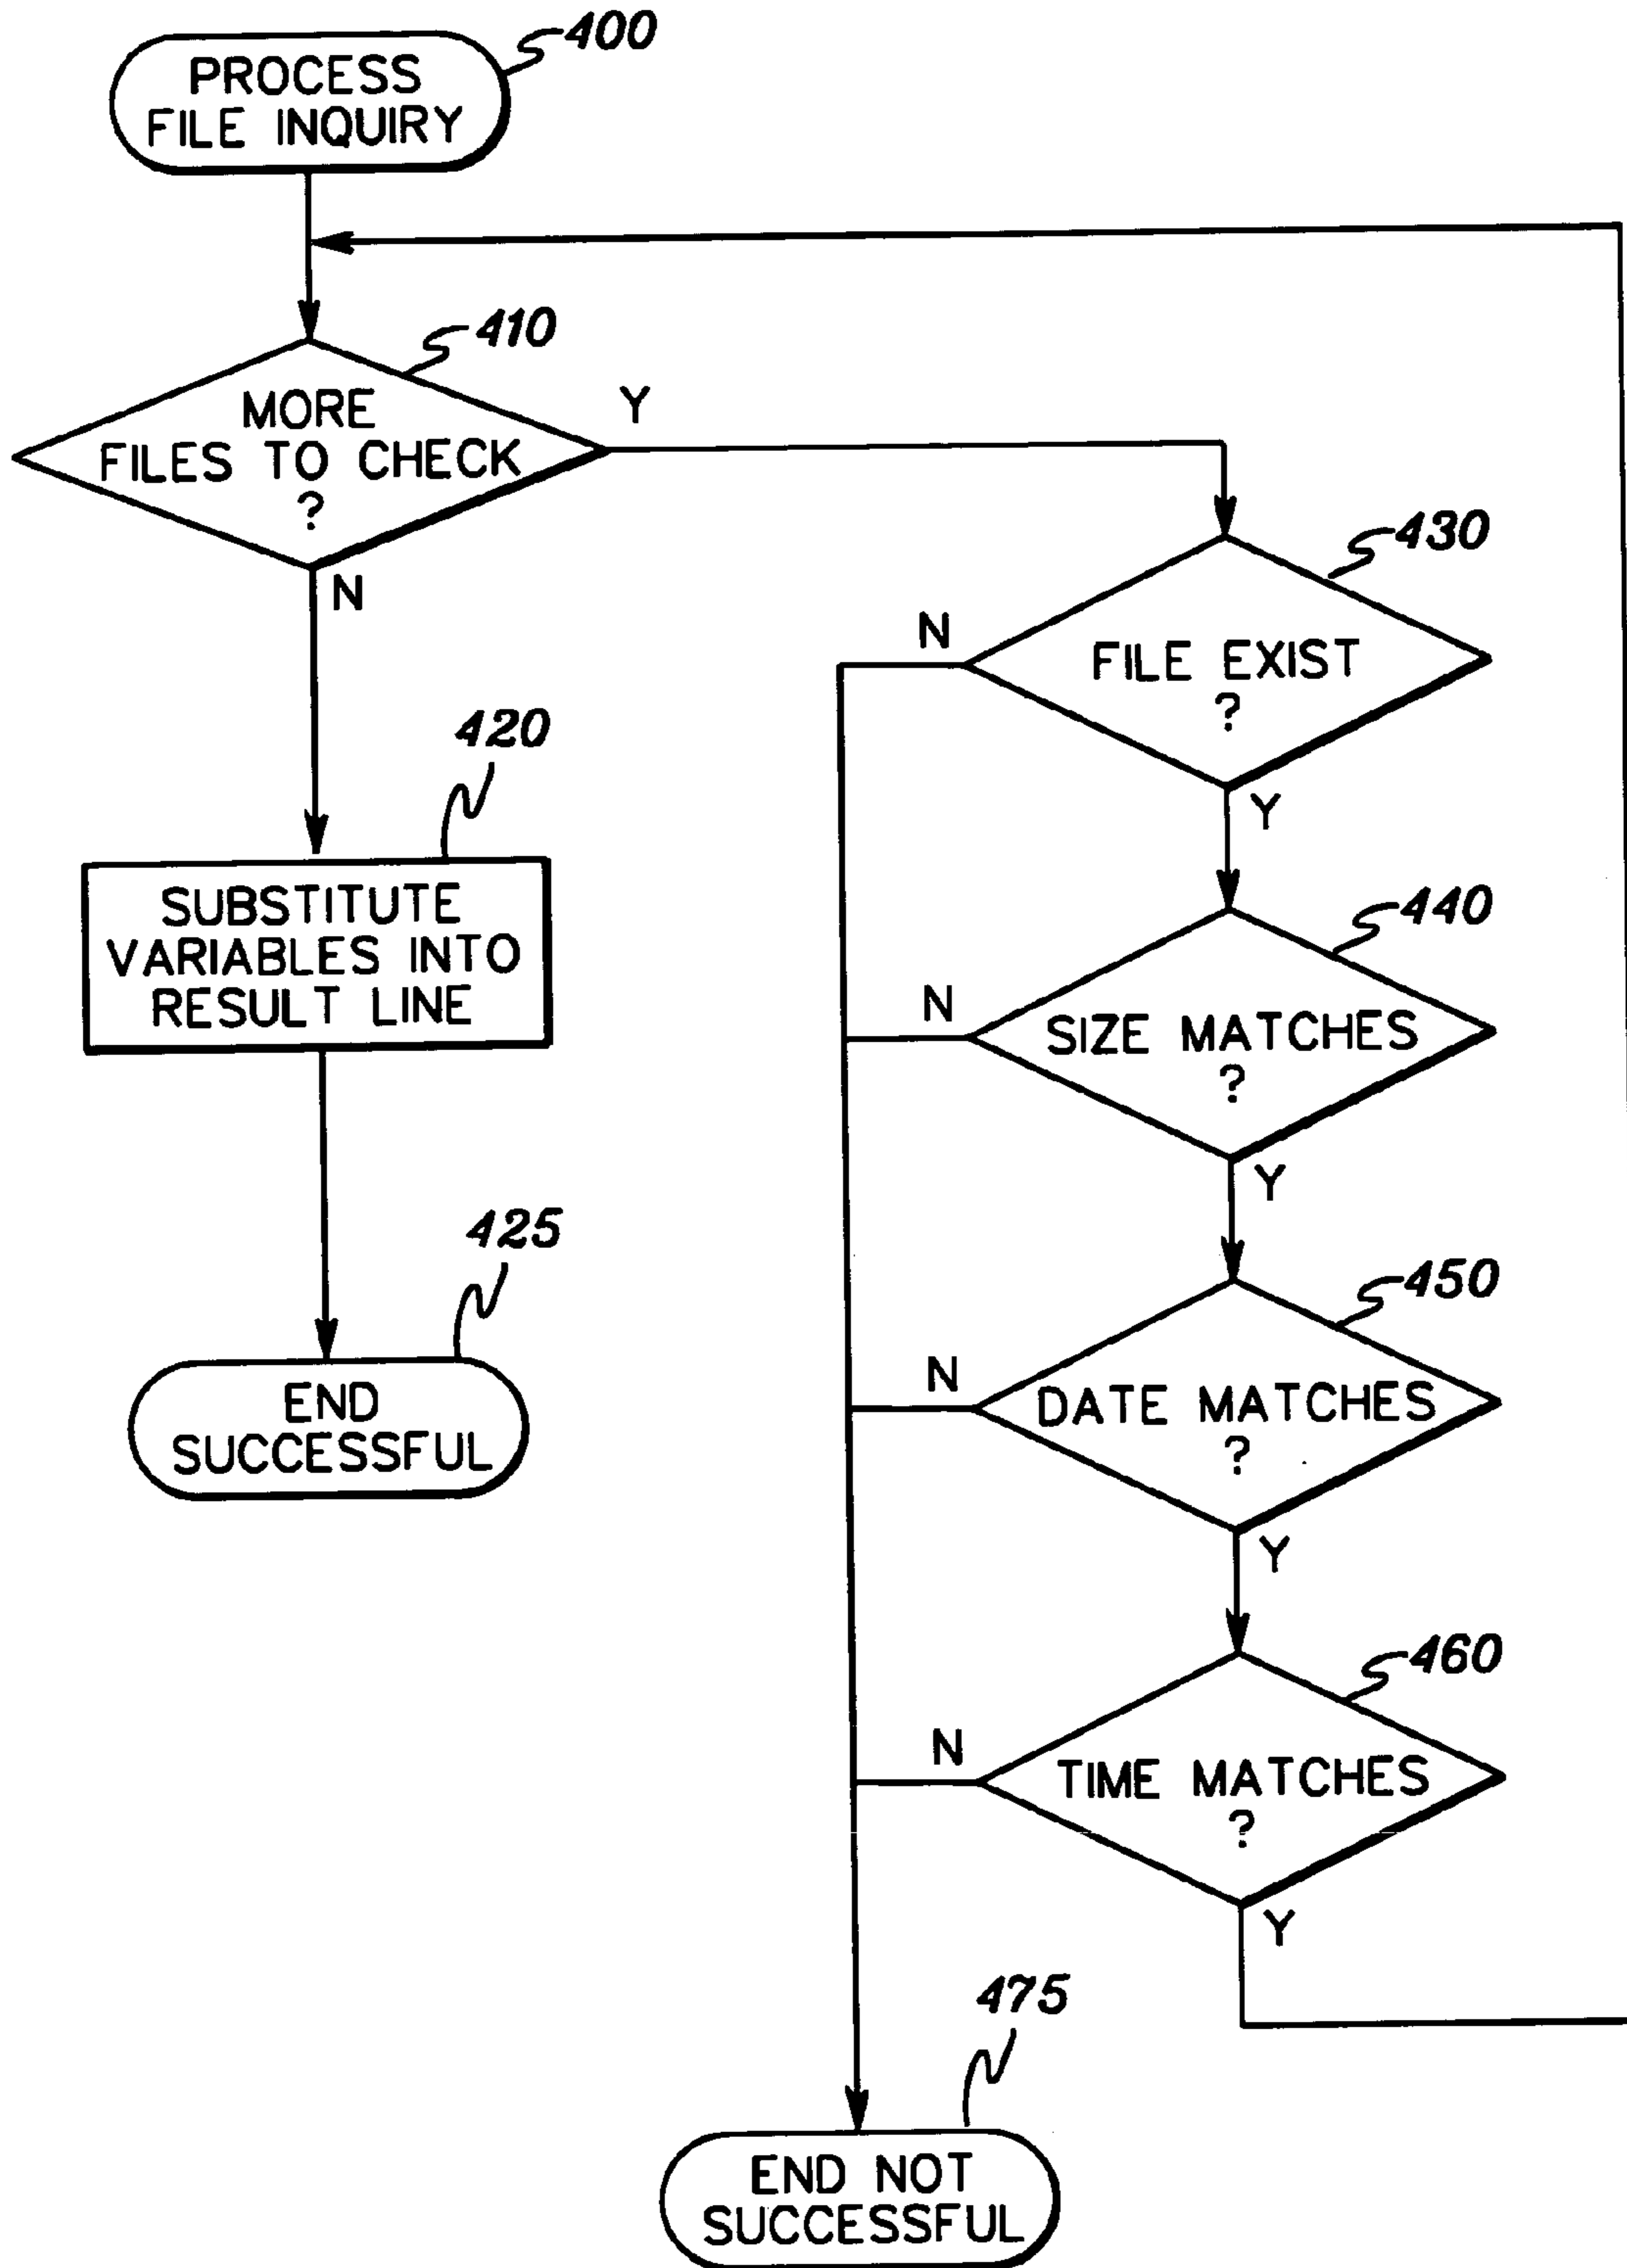 400
PROCESS
FILE INQUIRY
410
MORE
FILES TO CHECK
?
Y
N
420
SUBSTITUTE
VARIABLES INTO
RESULT LINE
425
END
SUCCESSFUL
430
FILE EXIST
?
N
Y
440
SIZE MATCHES
?
N
Y
450
DATE MATCHES
?
N
Y
460
TIME MATCHES
?
N
Y
475
END NOT
SUCCESSFUL